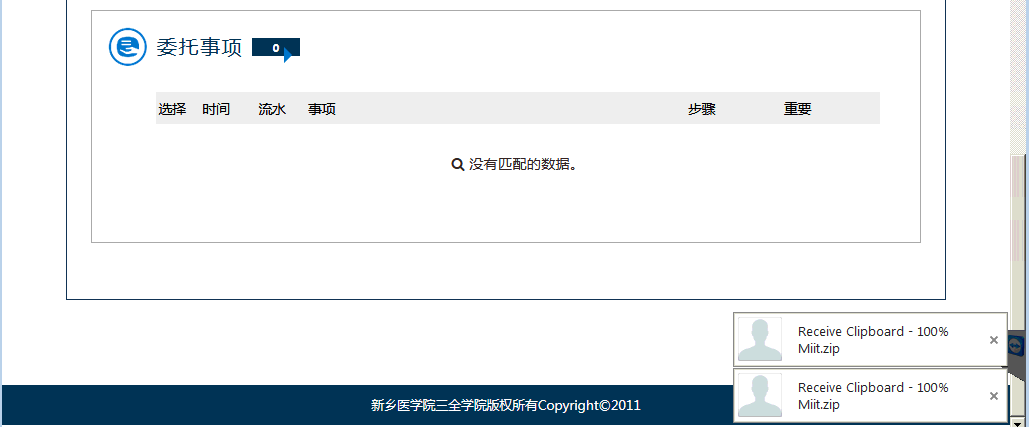 委托事项 0
选择 时间 流水 事项 步骤 重要
没有匹配的数据。
Receive Clipboard - 100%
Miit.zip
Receive Clipboard - 100%
Miit.zip
新乡医学院三全学院版权所有Copyright©2011